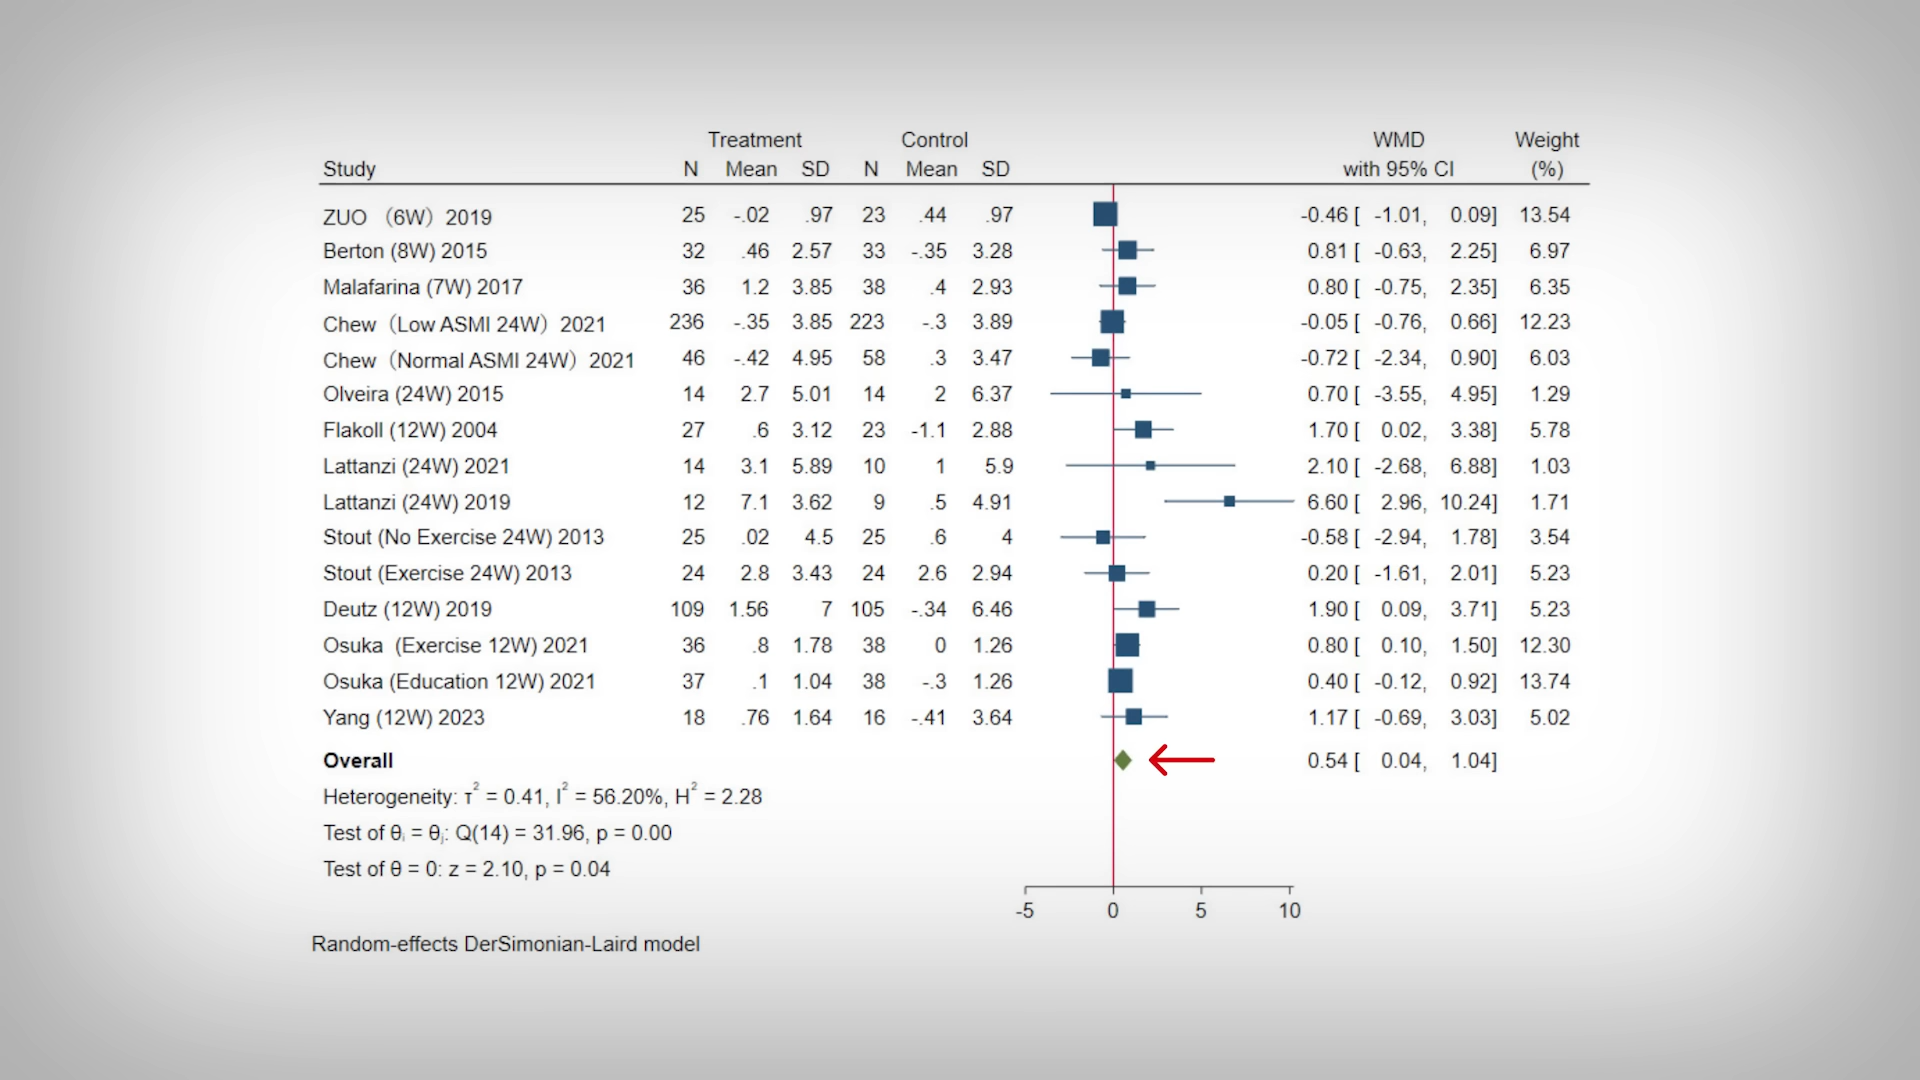 Treatment Control WMD Weight
Study N Mean SD N Mean SD with 95% CI (%)
ZUO （6W）2019 25 -.02 .97 23 .44 .97 -0.46 [ -1.01, 0.09] 13.54
Berton (8W) 2015 32 .46 2.57 33 -.35 3.28 0.81 [ -0.63, 2.25] 6.97
Malafarina (7W) 2017 36 1.2 3.85 38 .4 2.93 0.80 [ -0.75, 2.35] 6.35
Chew（Low ASMI 24W）2021 236 -.35 3.85 223 -.3 3.89 -0.05 [ -0.76, 0.66] 12.23
Chew（Normal ASMI 24W）2021 46 -.42 4.95 58 .3 3.47 -0.72 [ -2.34, 0.90] 6.03
Olveira (24W) 2015 14 2.7 5.01 14 2 6.37 0.70 [ -3.55, 4.95] 1.29
Flakoll (12W) 2004 27 .6 3.12 23 -1.1 2.88 1.70 [ 0.02, 3.38] 5.78
Lattanzi (24W) 2021 14 3.1 5.89 10 1 5.9 2.10 [ -2.68, 6.88] 1.03
Lattanzi (24W) 2019 12 7.1 3.62 9 .5 4.91 6.60 [ 2.96, 10.24] 1.71
Stout (No Exercise 24W) 2013 25 .02 4.5 25 .6 4 -0.58 [ -2.94, 1.78] 3.54
Stout (Exercise 24W) 2013 24 2.8 3.43 24 2.6 2.94 0.20 [ -1.61, 2.01] 5.23
Deutz (12W) 2019 109 1.56 7 105 -.34 6.46 1.90 [ 0.09, 3.71] 5.23
Osuka (Exercise 12W) 2021 36 .8 1.78 38 0 1.26 0.80 [ 0.10, 1.50] 12.30
Osuka (Education 12W) 2021 37 .1 1.04 38 -.3 1.26 0.40 [ -0.12, 0.92] 13.74
Yang (12W) 2023 18 .76 1.64 16 -.41 3.64 1.17 [ -0.69, 3.03] 5.02
Overall 0.54 [ 0.04, 1.04]
Heterogeneity: τ² = 0.41, I² = 56.20%, H² = 2.28
Test of θᵢ = θⱼ: Q(14) = 31.96, p = 0.00
Test of θ = 0: z = 2.10, p = 0.04
-5 0 5 10
Random-effects DerSimonian-Laird model